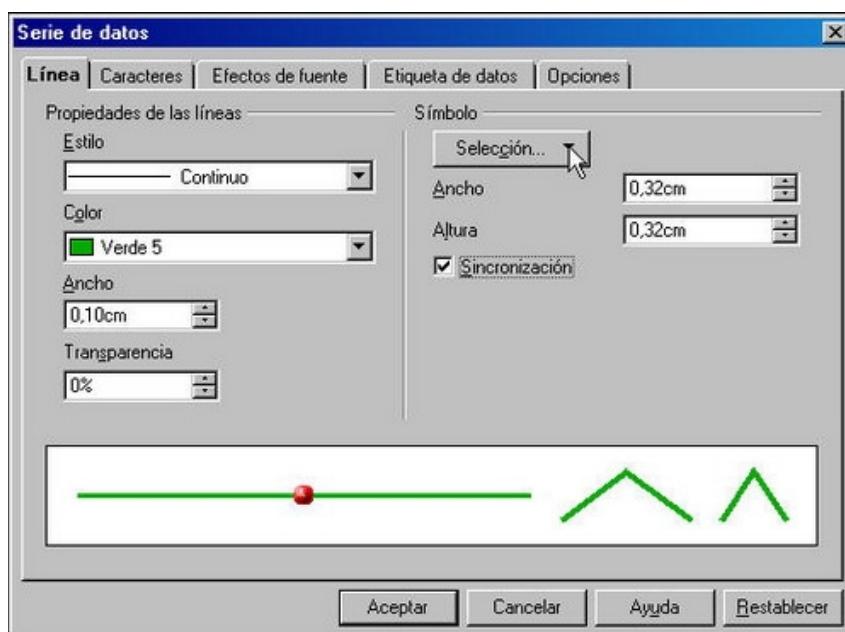 Serie de datos
Línea
Caracteres
Efectos de fuente
Etiqueta de datos
Opciones
Propiedades de las líneas
Estilo
Continuo
Color
Verde 5
Ancho
0,10cm
Transparencia
0%
Símbolo
Selección...
Ancho
0,32cm
Altura
0,32cm
Sincronización
Aceptar
Cancelar
Ayuda
Restablecer